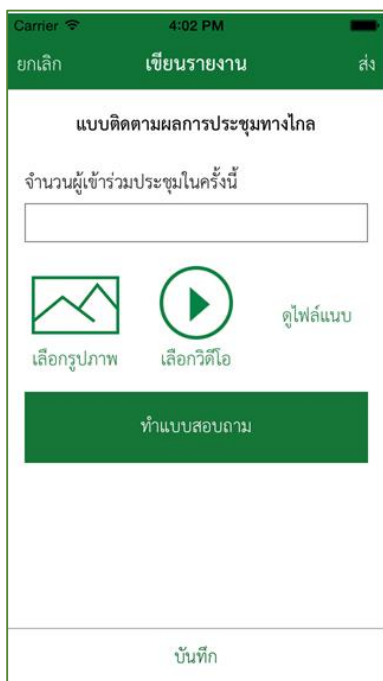 Carrier 4:02 PM
ยกเลิก เขียนรายงาน ส่ง
แบบติดตามผลการประชุมทางไกล
จำนวนผู้เข้าร่วมประชุมในครั้งนี้
ดูไฟล์แนบ
เลือกรูปภาพ เลือกวิดีโอ
ทำแบบสอบถาม
บันทึก